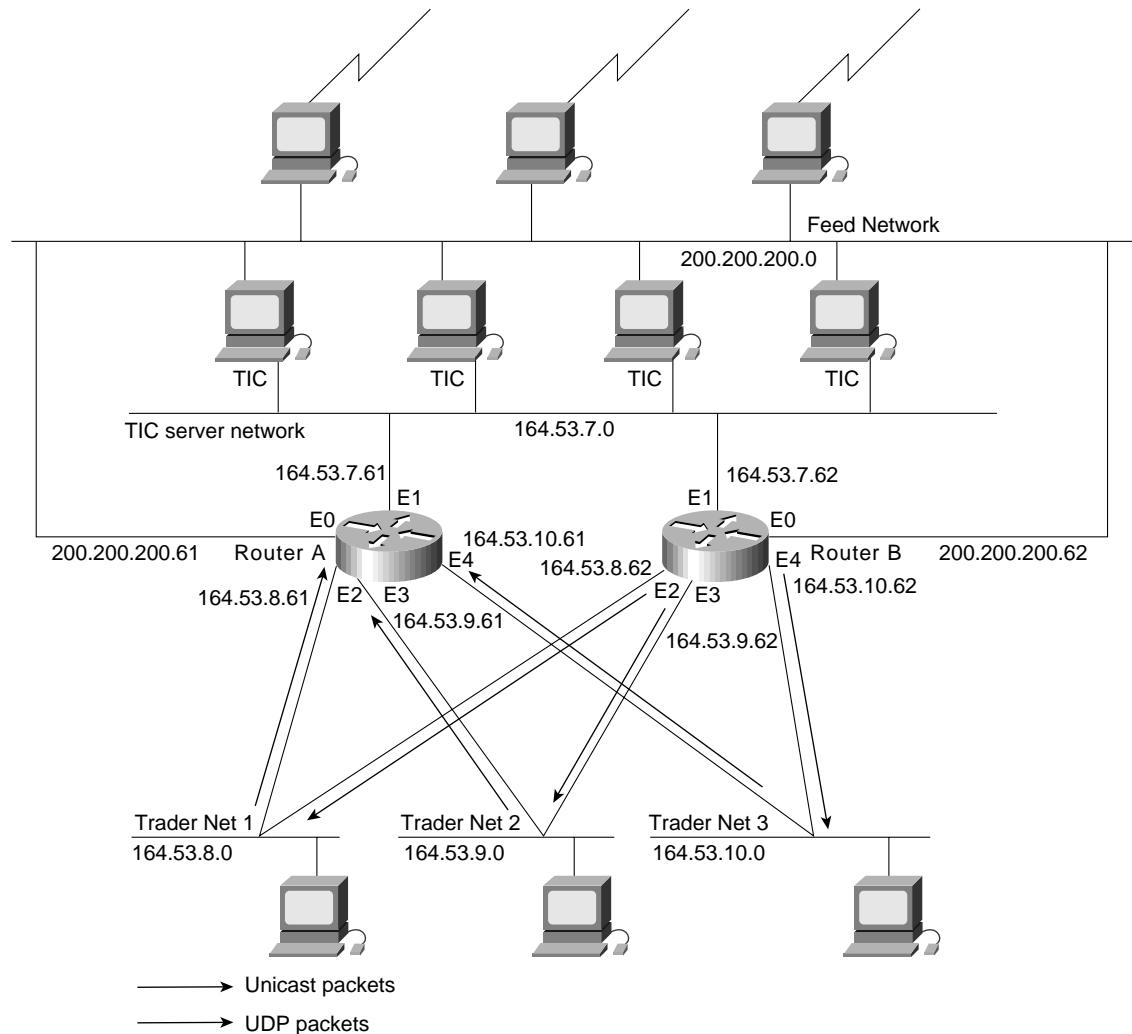 Feed Network
200.200.200.0
TIC
TIC
TIC
TIC
TIC server network
164.53.7.0
164.53.7.61
164.53.7.62
E1
E1
E0
E0
200.200.200.61
Router A
164.53.10.61
E4
164.53.8.62
Router B
200.200.200.62
E4
164.53.8.61
E2
E3
164.53.9.61
E2
E3
164.53.10.62
164.53.9.62
Trader Net 1
164.53.8.0
Trader Net 2
164.53.9.0
Trader Net 3
164.53.10.0
Unicast packets
UDP packets